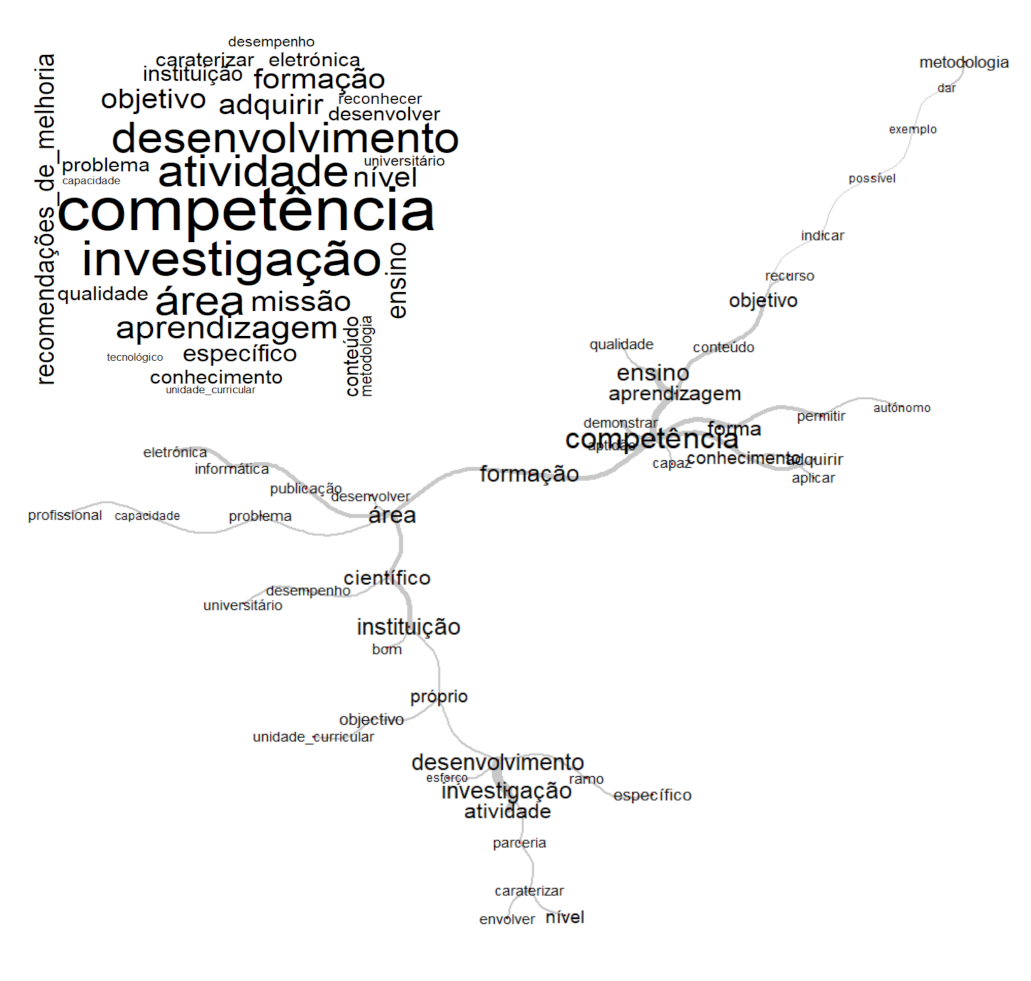 desempenho
caraterizar eletrónica
instituição formação
objetivo adquirir reconhecer
desenvolver
desenvolvimento
problema atividade universitário
capacidade nível
competência
investigação
recomendações_de_melhoria
ensino
qualidade área missão
aprendizagem
conteúdo
metodologia
tecnológico específico
conhecimento
unidade_curricular
metodologia
dar
exemplo
possível
indicar
recurso
objetivo
conteúdo
qualidade
ensino
aprendizagem
autónomo
permitir
demonstrar
forma
competência
aptidão
capaz conhecimento adquirir
aplicar
formação
eletrónica
informática
publicação
desenvolver
profissional capacidade problema área
científico
desempenho
universitário
instituição
bom
próprio
objectivo
unidade_curricular
desenvolvimento
esforço ramo
investigação específico
atividade
parceria
caraterizar
envolver nível